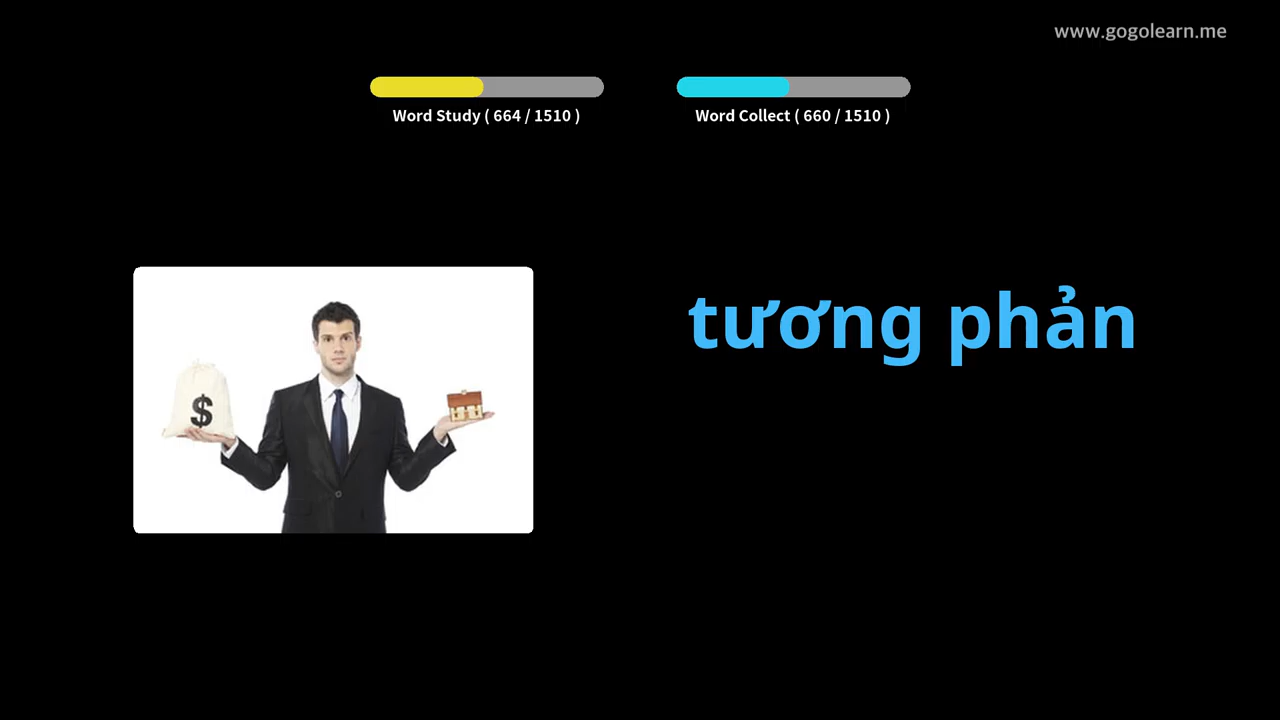 www.gogolearn.me
Word Study ( 664 / 1510 )
Word Collect ( 660 / 1510 )
tương phản
$